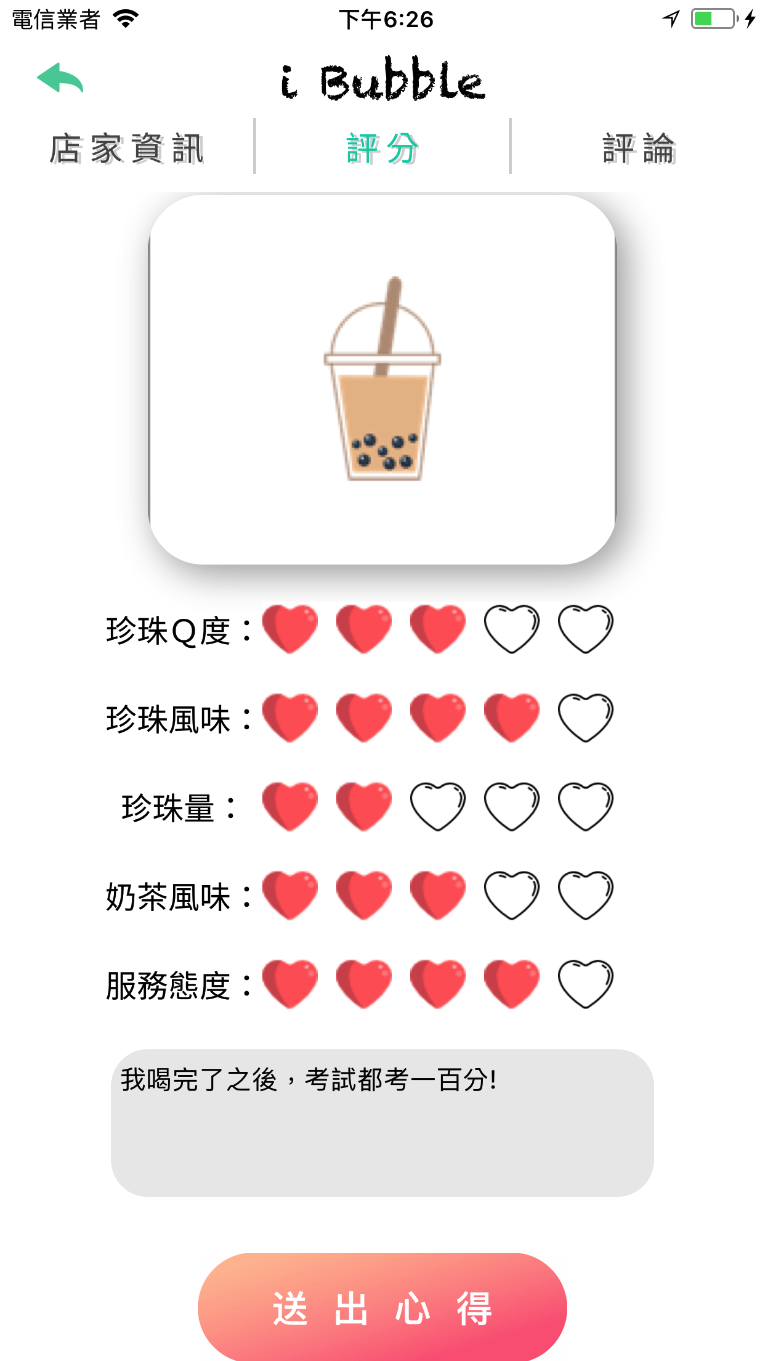 電信業者 下午6:26
i Bubble
店家資訊 評分 評論
珍珠Q度：
珍珠風味：
珍珠量：
奶茶風味：
服務態度：
我喝完了之後，考試都考一百分!
送出心得